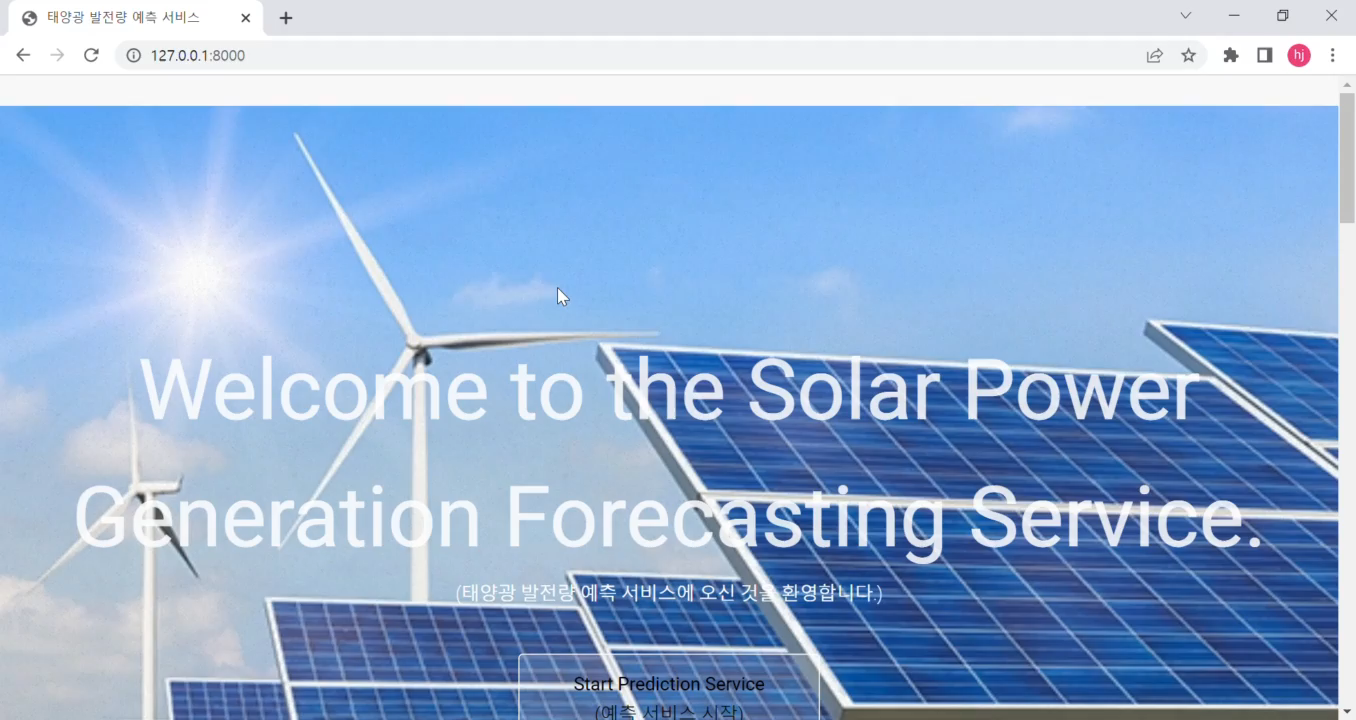 태양광 발전량 예측 서비스
127.0.0.1:8000
hj
Welcome to the Solar Power
Generation Forecasting Service.
(태양광 발전량 예측 서비스에 오신 것을 환영합니다.)
Start Prediction Service
(예측 서비스 시작)